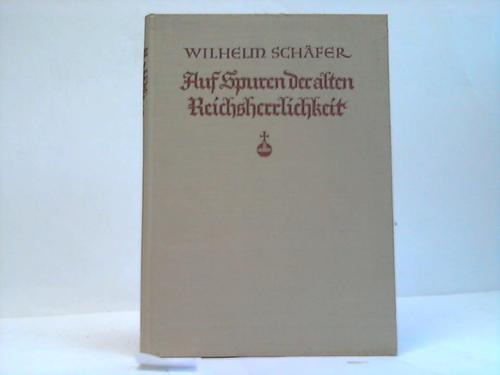 WILHELM SCHÄFER
Auf Spuren der alten
Reichsherrlichkeit